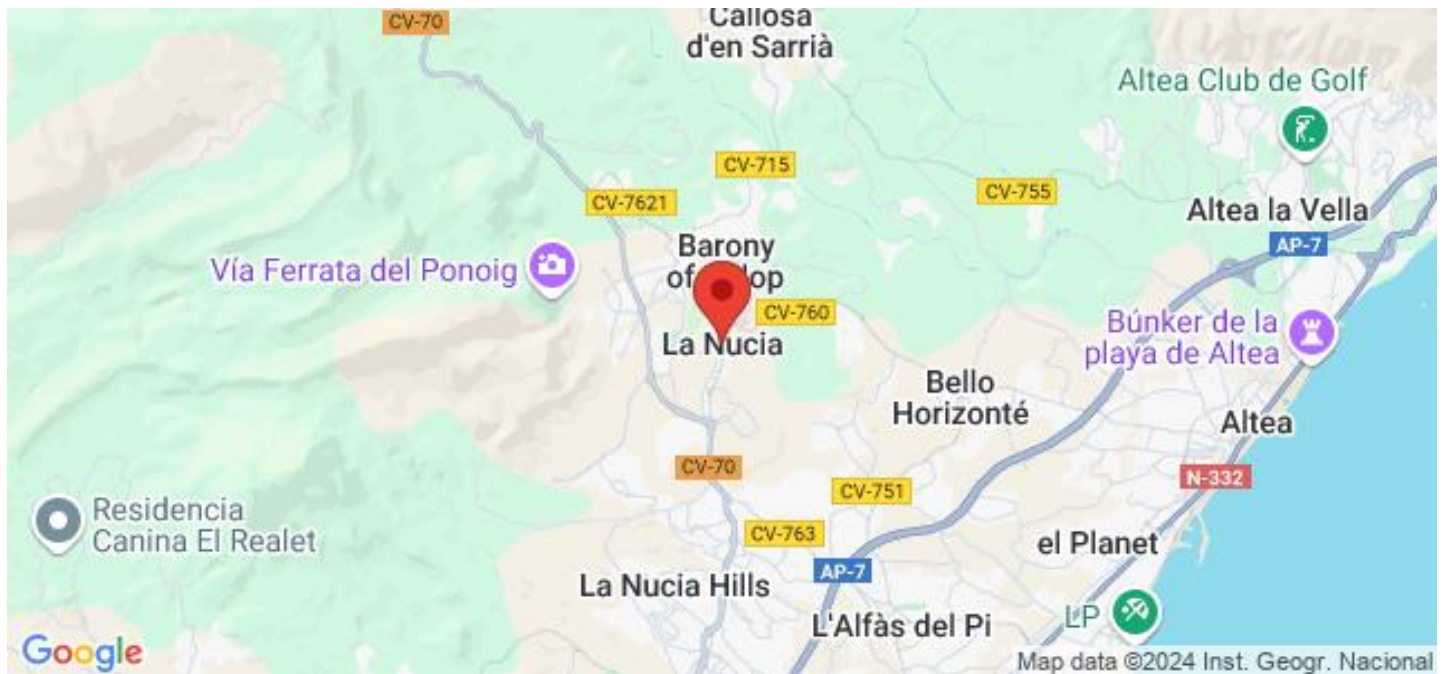 CV-70
Callosa
d'en Sarrià
Altea Club de Golf
CV-715
CV-755
CV-7621
Altea la Vella
Barony
AP-7
Vía Ferrata del Ponoig
CV-760
Búnker de la
playa de Altea
La Nucia
Bello
Horizonté
Altea
CV-70
N-332
CV-751
Residencia
Canina El Realet
CV-763
el Planet
AP-7
La Nucia Hills
LP
L'Alfàs del Pi
Google
Map data ©2024 Inst. Geogr. Nacional